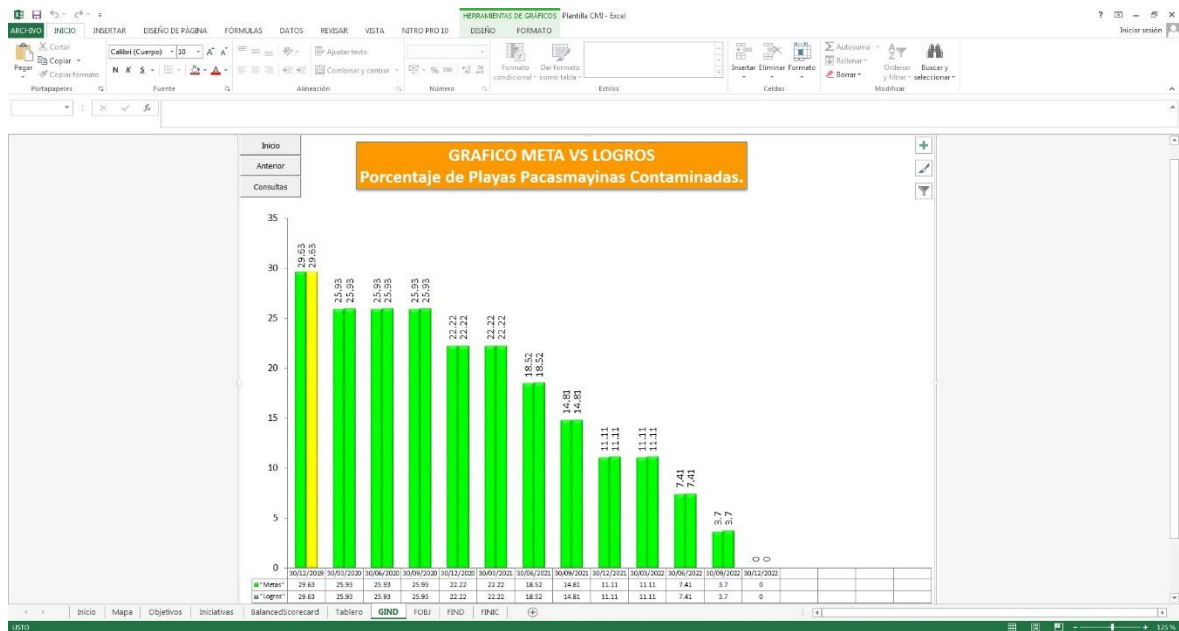 HERRAMIENTAS DE GRÁFICOS Plantilla CMI - Excel
ARCHIVO INICIO INSERTAR DISEÑO DE PÁGINA FÓRMULAS DATOS REVISAR VISTA NITRO PRO 10 DISEÑO FORMATO Iniciar sesión
Pegar
Cortar
Copiar
Copiar formato
Portapapeles
Calibri (Cuerpo) 10
N K S
Fuente
Ajustar texto
Combinar y centrar
Alineación
% 000
Número
Formato condicional
Dar formato como tabla
Estilos
Insertar Eliminar Formato
Celdas
Autosuma
Rellenar
Borrar
Ordenar y filtrar
Buscar y seleccionar
Modificar
fx
Inicio
Anterior
Consultas
GRAFICO META VS LOGROS
Porcentaje de Playas Pacasmayinas Contaminadas.
35
30
25
20
15
10
5
0
29.63 29.63
25.93 25.93
25.93 25.93
25.93 25.93
22.22 22.22
22.22 22.22
18.52 18.52
14.81 14.81
11.11 11.11
11.11 11.11
7.41 7.41
3.7 3.7
0 0
30/12/2019 30/03/2020 30/06/2020 30/09/2020 30/12/2020 30/03/2021 30/06/2021 30/09/2021 30/12/2021 30/03/2022 30/06/2022 30/09/2022 30/12/2022
"Metas" 29.63 25.93 25.93 25.93 22.22 22.22 18.52 14.81 11.11 11.11 7.41 3.7 0
"Logros" 29.63 25.93 25.93 25.93 22.22 22.22 18.52 14.81 11.11 11.11 7.41 3.7 0
Inicio Mapa Objetivos Iniciativas BalancedScorecard Tablero GIND FOBJ FIND FINIC
LISTO 125%